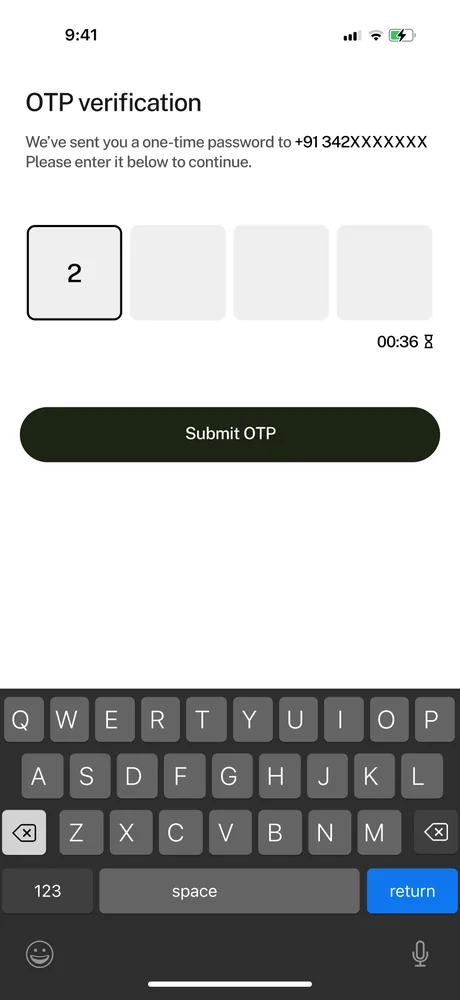 9:41
OTP verification
We've sent you a one-time password to +91 342XXXXXXX
Please enter it below to continue.
2
00:36
Submit OTP
Q W E R T Y U I O P
A S D F G H J K L
Z X C V B N M
123 space return